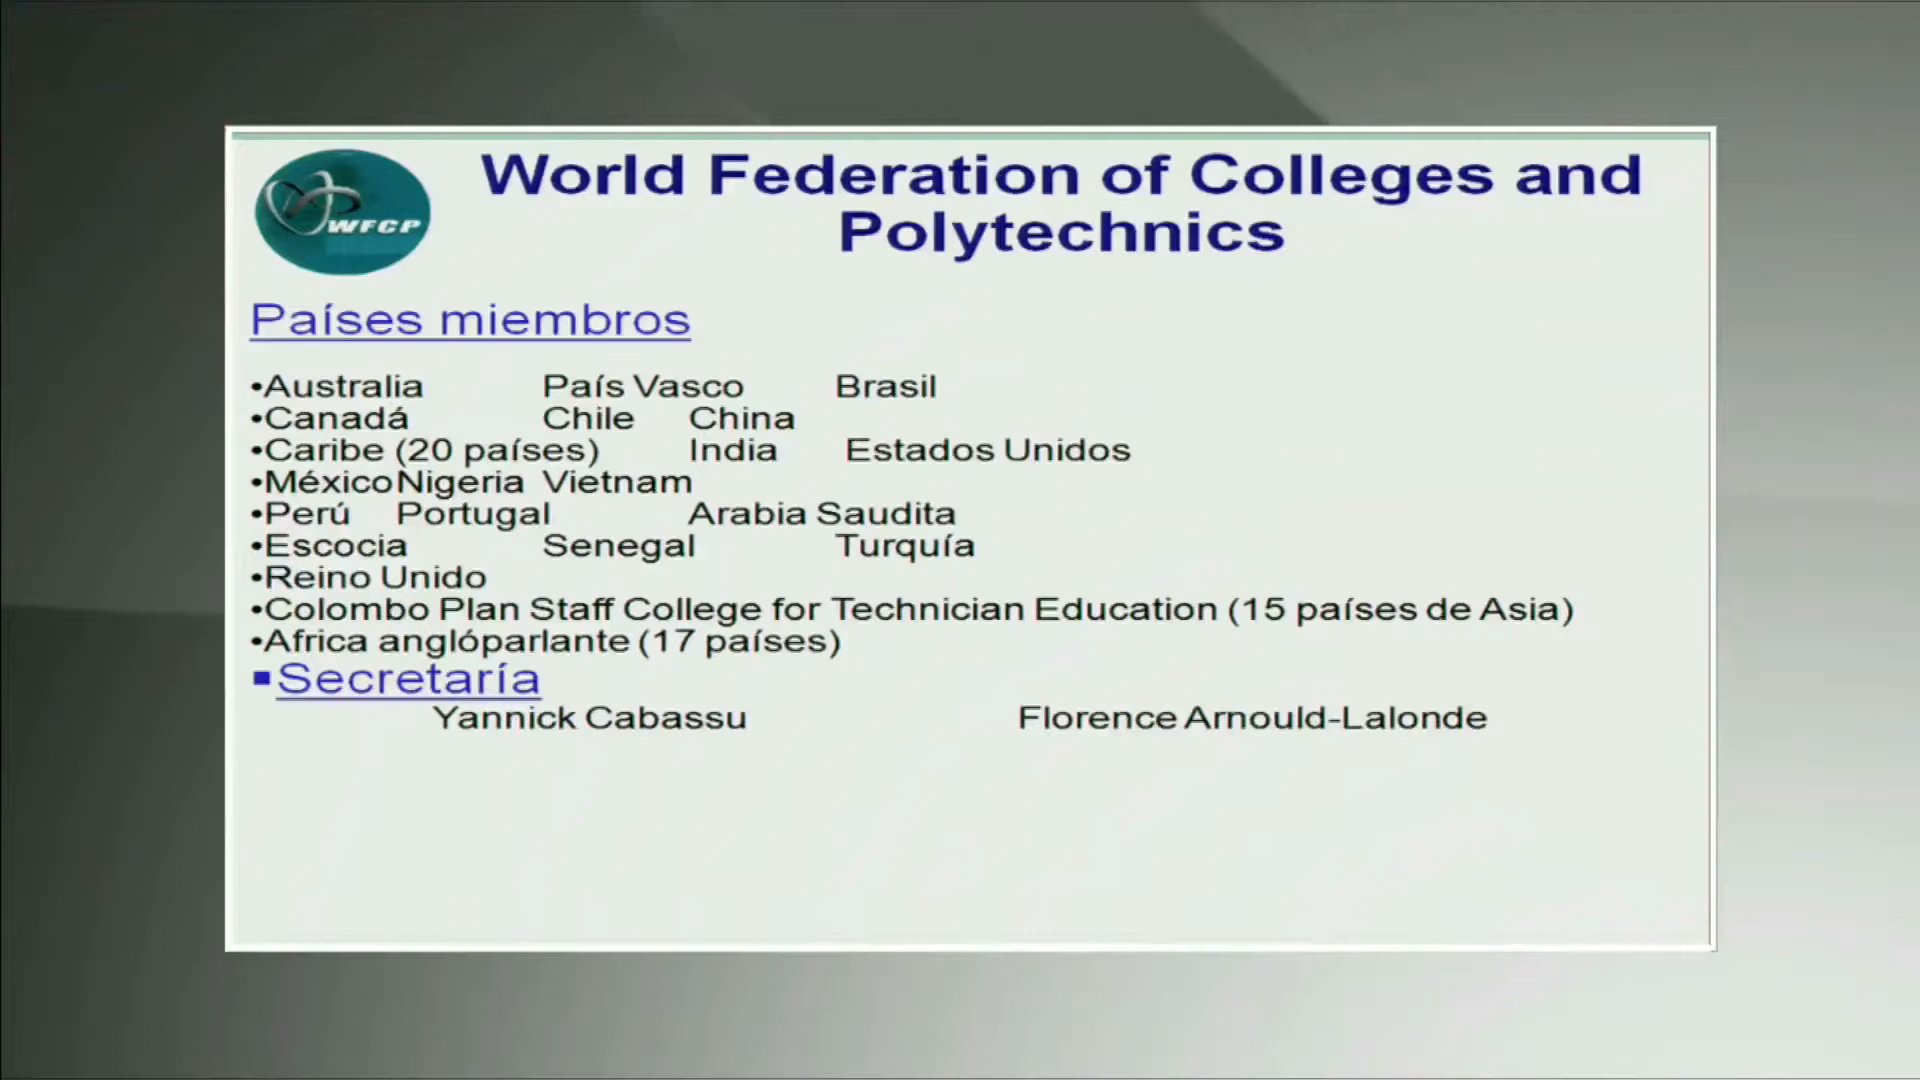 World Federation of Colleges and
Polytechnics
WFCP
Países miembros
•Australia País Vasco Brasil
•Canadá Chile China
•Caribe (20 países) India Estados Unidos
•México Nigeria Vietnam
•Perú Portugal Arabia Saudita
•Escocia Senegal Turquía
•Reino Unido
•Colombo Plan Staff College for Technician Education (15 países de Asia)
•Africa anglóparlante (17 países)
▪Secretaría
Yannick Cabassu Florence Arnould-Lalonde